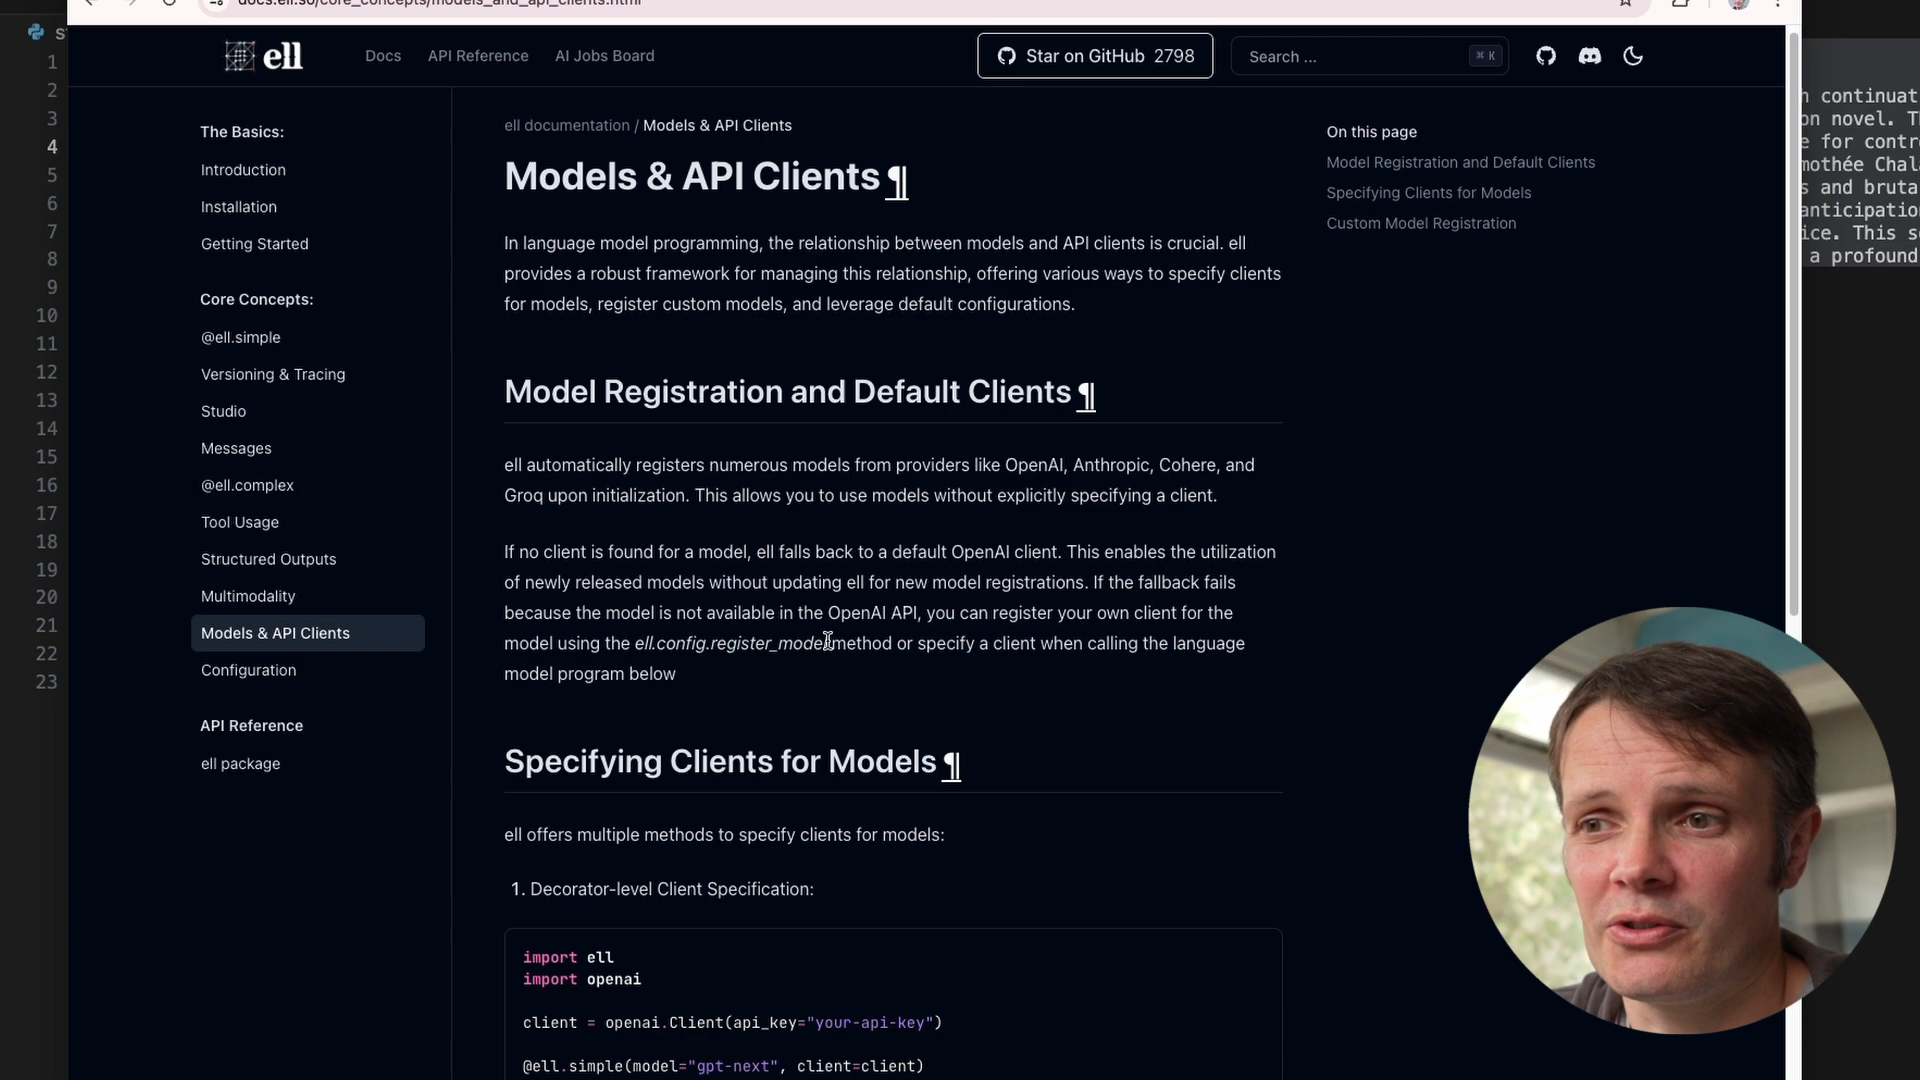 docs.ell.so/core_concepts/models_and_api_clients.html
ell
Docs
API Reference
AI Jobs Board
Star on GitHub 2798
Search ...
⌘ K
1
2
3
4
5
6
7
8
9
10
11
12
13
14
15
16
17
18
19
20
21
22
23
The Basics:
Introduction
Installation
Getting Started
Core Concepts:
@ell.simple
Versioning & Tracing
Studio
Messages
@ell.complex
Tool Usage
Structured Outputs
Multimodality
Models & API Clients
Configuration
API Reference
ell package
ell documentation / Models & API Clients
Models & API Clients ¶
In language model programming, the relationship between models and API clients is crucial. ell
provides a robust framework for managing this relationship, offering various ways to specify clients
for models, register custom models, and leverage default configurations.
Model Registration and Default Clients ¶
ell automatically registers numerous models from providers like OpenAI, Anthropic, Cohere, and
Groq upon initialization. This allows you to use models without explicitly specifying a client.
If no client is found for a model, ell falls back to a default OpenAI client. This enables the utilization
of newly released models without updating ell for new model registrations. If the fallback fails
because the model is not available in the OpenAI API, you can register your own client for the
model using the ell.config.register_model method or specify a client when calling the language
model program below
Specifying Clients for Models ¶
ell offers multiple methods to specify clients for models:
1. Decorator-level Client Specification:
import ell
import openai
client = openai.Client(api_key="your-api-key")
@ell.simple(model="gpt-next", client=client)
On this page
Model Registration and Default Clients
Specifying Clients for Models
Custom Model Registration
continuat
on novel. T
e for contr
mothée Chal
s and bruta
anticipatio
ice. This s
a profound